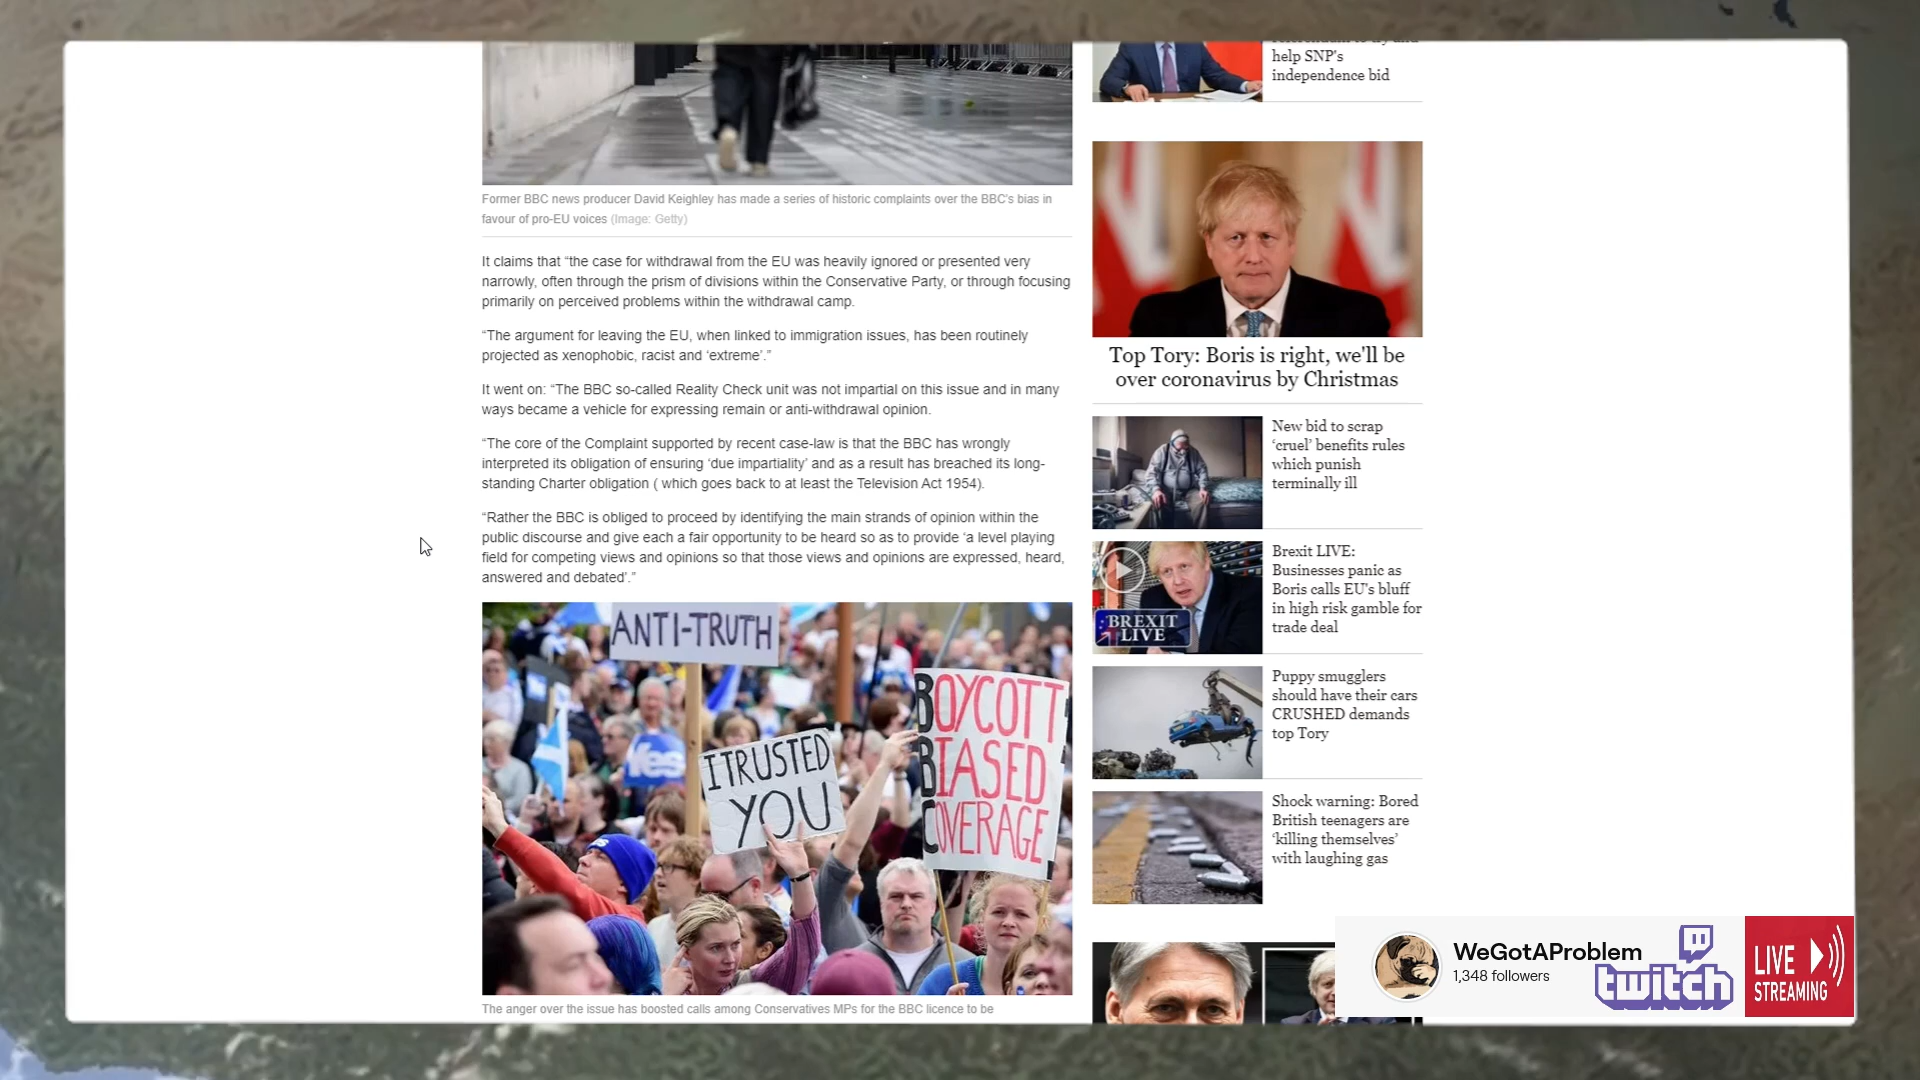 Former BBC news producer David Keighley has made a series of historic complaints over the BBC's bias in
favour of pro-EU voices (Image: Getty)
It claims that “the case for withdrawal from the EU was heavily ignored or presented very
narrowly, often through the prism of divisions within the Conservative Party, or through focusing
primarily on perceived problems within the withdrawal camp.
“The argument for leaving the EU, when linked to immigration issues, has been routinely
projected as xenophobic, racist and ‘extreme’.”
It went on: “The BBC so-called Reality Check unit was not impartial on this issue and in many
ways became a vehicle for expressing remain or anti-withdrawal opinion.
“The core of the Complaint supported by recent case-law is that the BBC has wrongly
interpreted its obligation of ensuring ‘due impartiality’ and as a result has breached its long-
standing Charter obligation ( which goes back to at least the Television Act 1954).
“Rather the BBC is obliged to proceed by identifying the main strands of opinion within the
public discourse and give each a fair opportunity to be heard so as to provide ‘a level playing
field for competing views and opinions so that those views and opinions are expressed, heard,
answered and debated’.”
ANTI-TRUTH
Yes
I TRUSTED
YOU
BOYCOTT
BIASED
COVERAGE
The anger over the issue has boosted calls among Conservatives MPs for the BBC licence to be
help SNP's
independence bid
Top Tory: Boris is right, we'll be
over coronavirus by Christmas
New bid to scrap
‘cruel’ benefits rules
which punish
terminally ill
BREXIT
LIVE
Brexit LIVE:
Businesses panic as
Boris calls EU's bluff
in high risk gamble for
trade deal
Puppy smugglers
should have their cars
CRUSHED demands
top Tory
Shock warning: Bored
British teenagers are
‘killing themselves’
with laughing gas
WeGotAProblem
1,348 followers
twitch
LIVE
STREAMING